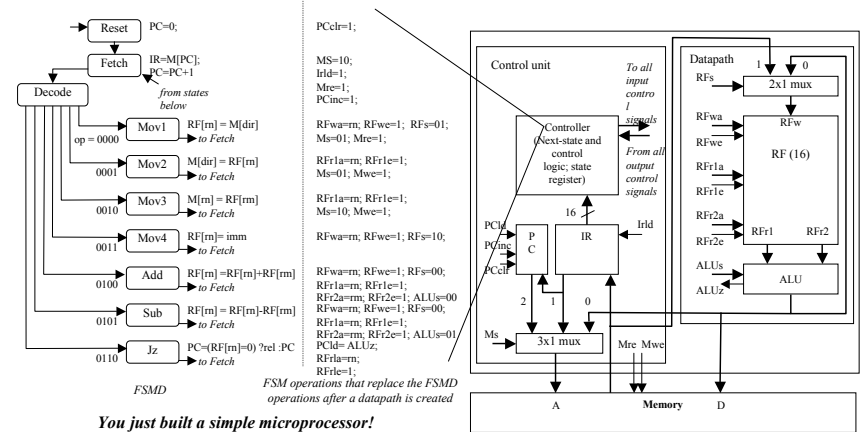 Reset
PC=0;
PCclr=1;
Fetch
IR=M[PC];
PC=PC+1
MS=10;
Irld=1;
Mre=1;
PCinc=1;
Decode
from states
below
Mov1
RF[rn] = M[dir]
to Fetch
RFwa=rn; RFwe=1; RFs=01;
Ms=01; Mre=1;
op = 0000
Mov2
M[dir] = RF[rn]
to Fetch
RFr1a=rn; RFr1e=1;
Ms=01; Mwe=1;
0001
Mov3
M[rn] = RF[rm]
to Fetch
RFr1a=rn; RFr1e=1;
Ms=10; Mwe=1;
0010
Mov4
RF[rn]= imm
to Fetch
RFwa=rn; RFwe=1; RFs=10;
0011
Add
RF[rn] =RF[rn]+RF[rm]
to Fetch
RFwa=rn; RFwe=1; RFs=00;
RFr1a=rn; RFr1e=1;
RFr2a=rm; RFr2e=1; ALUs=00
0100
Sub
RF[rn] = RF[rn]-RF[rm]
to Fetch
RFwa=rn; RFwe=1; RFs=00;
RFr1a=rn; RFr1e=1;
RFr2a=rm; RFr2e=1; ALUs=01
0101
Jz
PC=(RF[rn]=0) ?rel :PC
to Fetch
PCld= ALUz;
RFrla=rn;
RFrle=1;
0110
FSMD
FSM operations that replace the FSMD
operations after a datapath is created
You just built a simple microprocessor!
Control unit
To all
input
contro
l
signals
From all
output
control
signals
Controller
(Next-state and
control
logic; state
register)
16
PCld
PCinc
PCclr
P
C
IR
Irld
2
1
0
Ms
3x1 mux
Mre Mwe
Datapath
1
0
RFs
2x1 mux
RFwa
RFwe
RFw
RF (16)
RFr1a
RFr1e
RFr2a
RFr2e
RFr1
RFr2
ALUs
ALUz
ALU
A
Memory
D